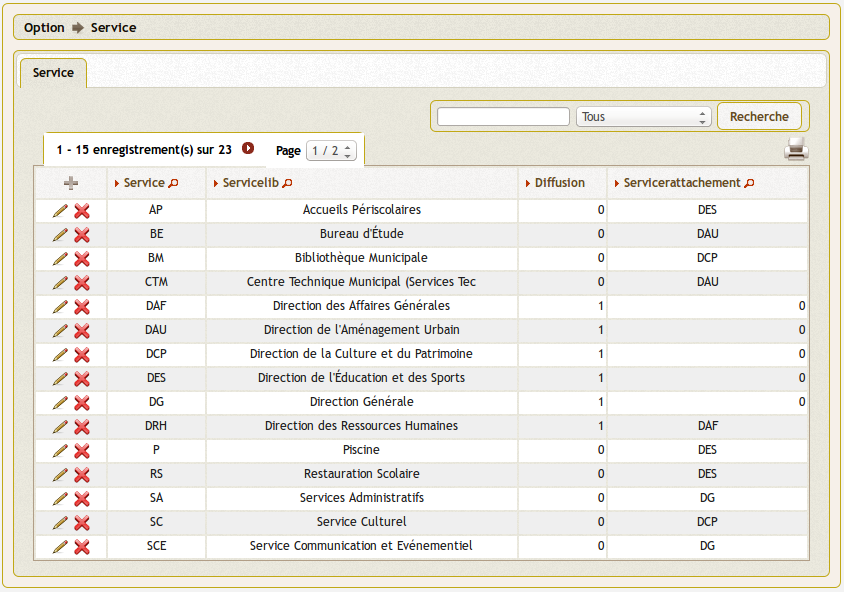 Option Service
Service
Tous Recherche
1 - 15 enregistrement(s) sur 23 Page 1 / 2
Service Servicelib Diffusion Servicerattachement
AP Accueils Périscolaires 0 DES
BE Bureau d'Étude 0 DAU
BM Bibliothèque Municipale 0 DCP
CTM Centre Technique Municipal (Services Tec 0 DAU
DAF Direction des Affaires Générales 1 0
DAU Direction de l'Aménagement Urbain 1 0
DCP Direction de la Culture et du Patrimoine 1 0
DES Direction de l'Éducation et des Sports 1 0
DG Direction Générale 1 0
DRH Direction des Ressources Humaines 1 DAF
P Piscine 0 DES
RS Restauration Scolaire 0 DES
SA Services Administratifs 0 DG
SC Service Culturel 0 DCP
SCE Service Communication et Evénementiel 0 DG